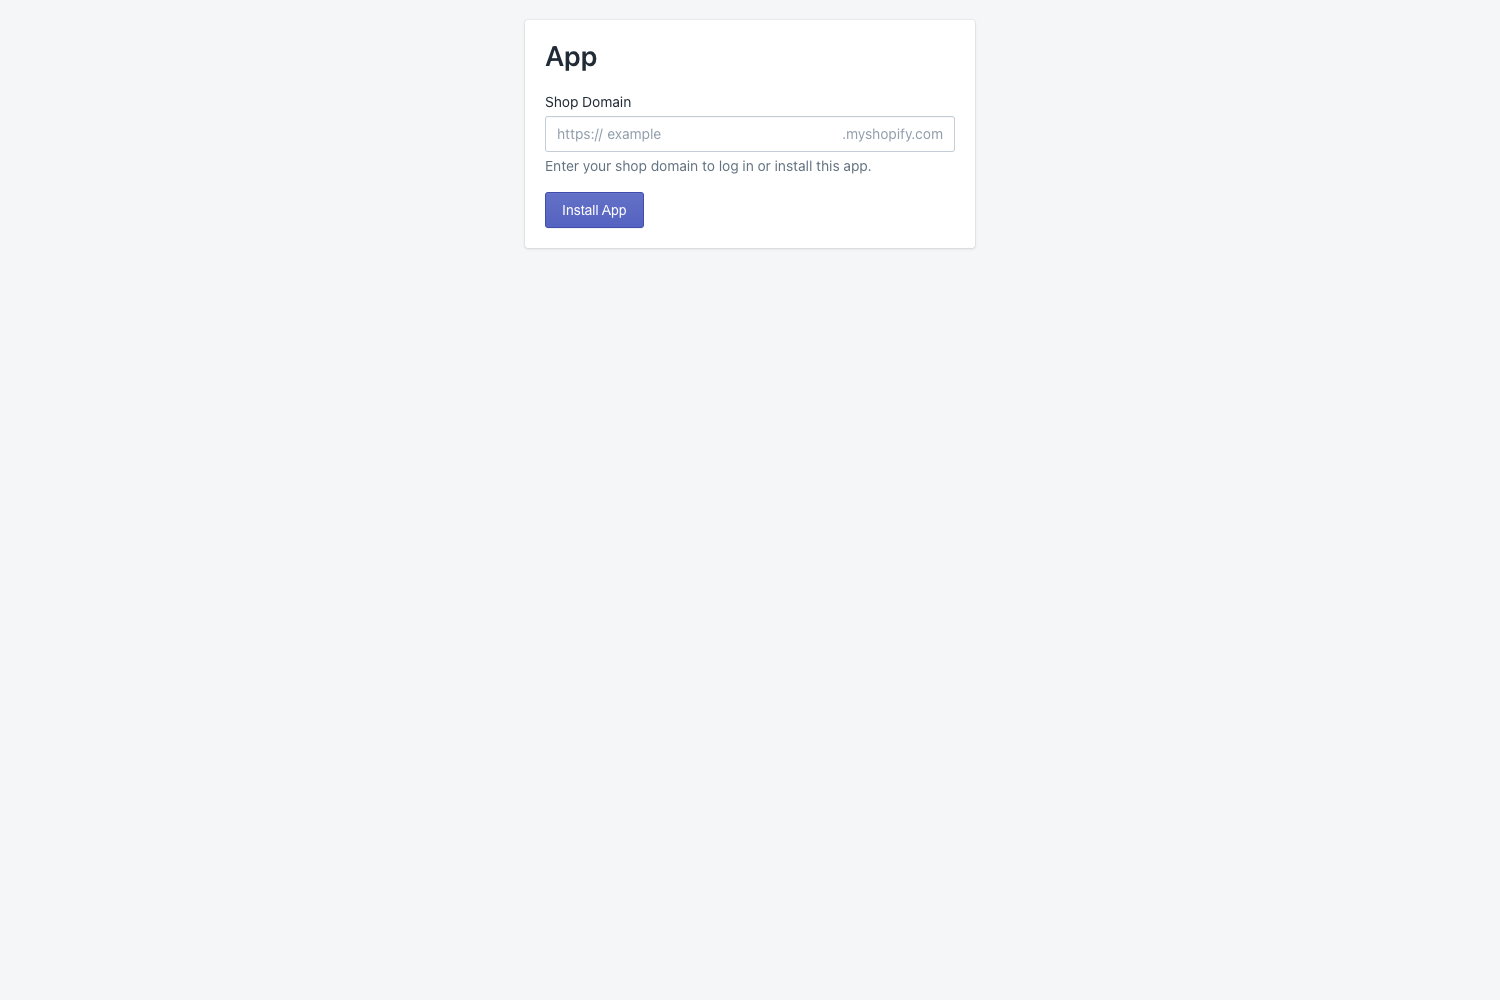 App
Shop Domain
https:// example .myshopify.com
Enter your shop domain to log in or install this app.
Install App